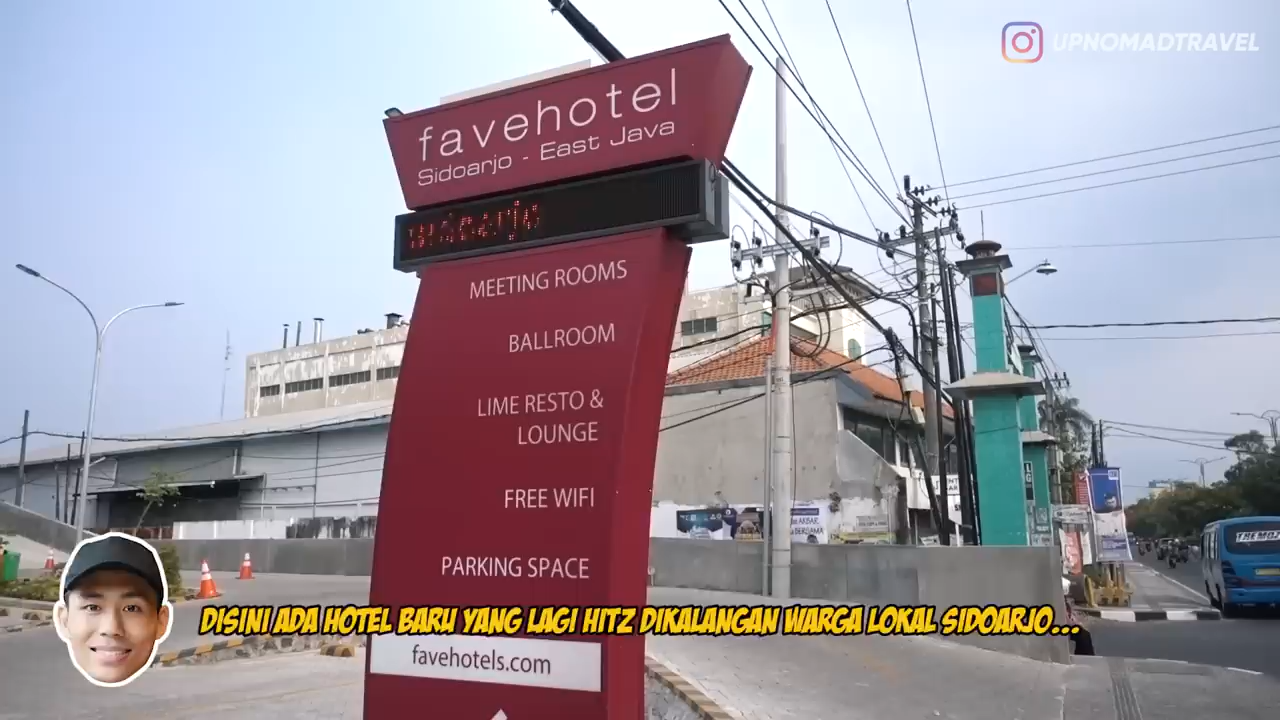 UPNOMADTRAVEL
favehotel
Sidoarjo - East Java
MEETING ROOMS
BALLROOM
LIME RESTO &
LOUNGE
FREE WIFI
PARKING SPACE
favehotels.com
DISINI ADA HOTEL BARU YANG LAGI HITZ DIKALANGAN WARGA LOKAL SIDOARJO...